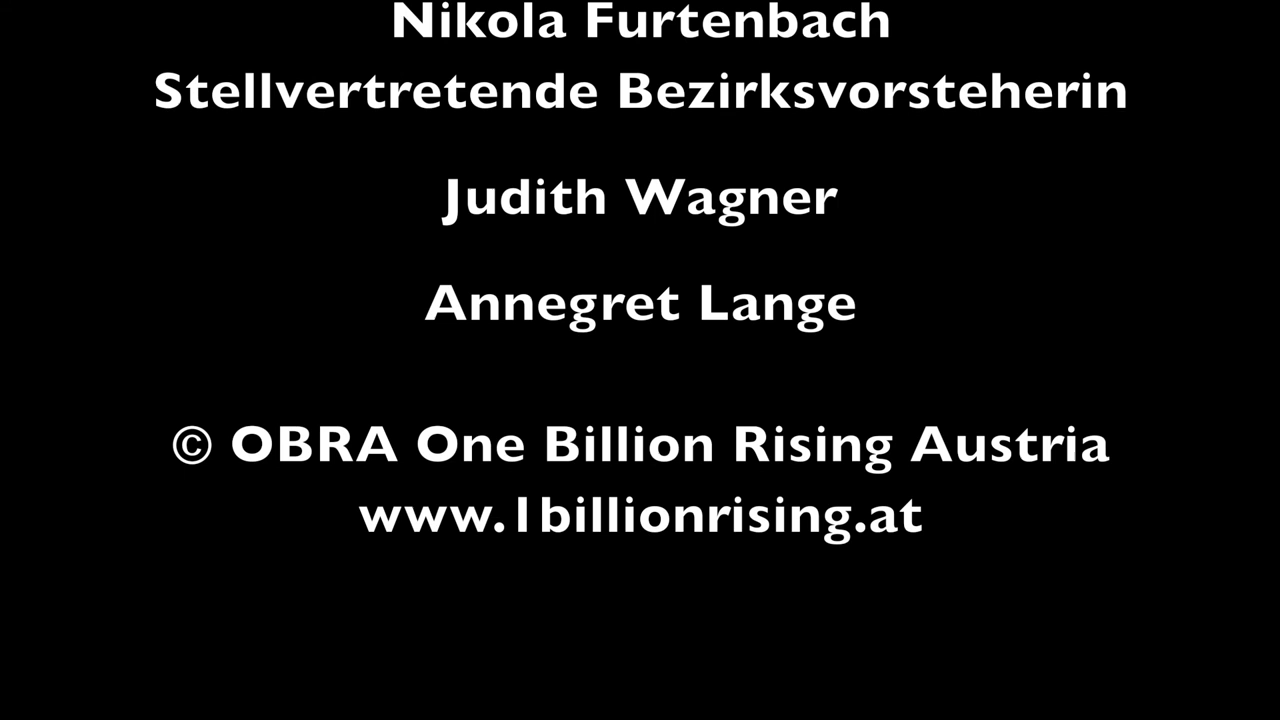 Nikola Furtenbach
Stellvertretende Bezirksvorsteherin
Judith Wagner
Annegret Lange
© OBRA One Billion Rising Austria
www.1billionrising.at